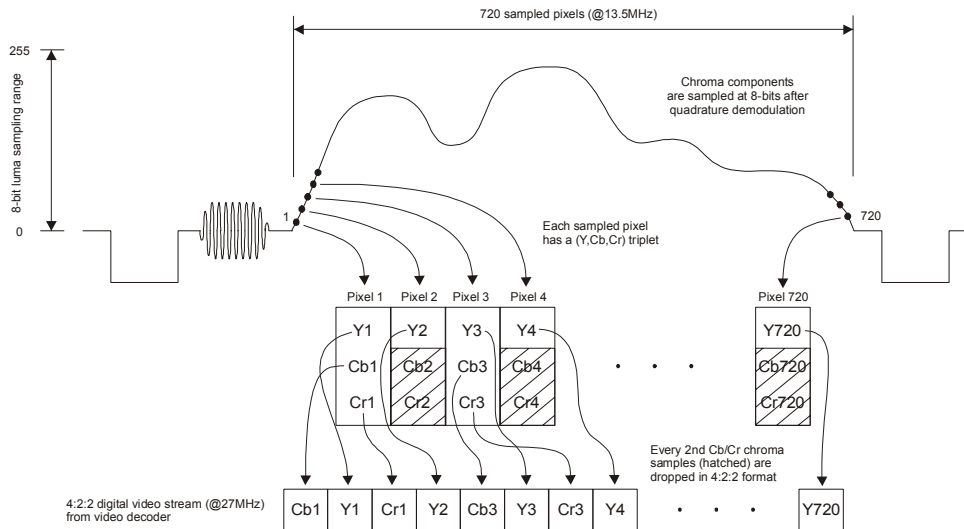 720 sampled pixels (@13.5MHz)
255
8-bit luma sampling range
0
Chroma components
are sampled at 8-bits after
quadrature demodulation
1
720
Each sampled pixel
has a (Y,Cb,Cr) triplet
Pixel 1 Pixel 2 Pixel 3 Pixel 4 Pixel 720
Y1 Y2 Y3 Y4 Y720
Cb1 Cb2 Cb3 Cb4 Cb720
Cr1 Cr2 Cr3 Cr4 Cr720
Every 2nd Cb/Cr chroma
samples (hatched) are
dropped in 4:2:2 format
4:2:2 digital video stream (@27MHz)
from video decoder
Cb1 Y1 Cr1 Y2 Cb3 Y3 Cr3 Y4 Y720